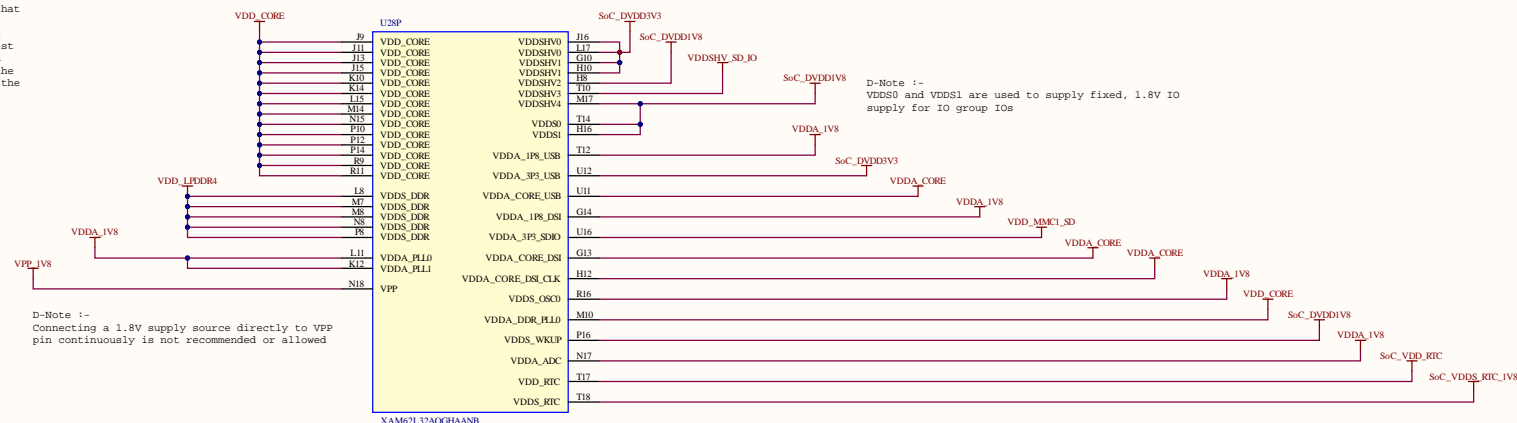 hat
est
he
the
VDD_CORE
U28P
J9 VDD_CORE
J11 VDD_CORE
J13 VDD_CORE
J15 VDD_CORE
K10 VDD_CORE
K14 VDD_CORE
L15 VDD_CORE
M14 VDD_CORE
N15 VDD_CORE
P10 VDD_CORE
P12 VDD_CORE
P14 VDD_CORE
R9 VDD_CORE
R11 VDD_CORE
VDD_LPDDR4
L8 VDDS_DDR
M7 VDDS_DDR
M8 VDDS_DDR
N8 VDDS_DDR
P8 VDDS_DDR
VDDA_1V8
L11 VDDA_PLL0
K12 VDDA_PLL1
VPP_1V8
N18 VPP
D-Note :-
Connecting a 1.8V supply source directly to VPP
pin continuously is not recommended or allowed
SoC_DVDD3V3
SoC_DVDD1V8
VDDSHV_SD_IO
SoC_DVDD1V8
VDDSHV0 J16
VDDSHV0 L17
VDDSHV1 G10
VDDSHV1 H10
VDDSHV2 H8
VDDSHV3 T10
VDDSHV4 M17
VDDS0 T14
VDDS1 H16
D-Note :-
VDDS0 and VDDS1 are used to supply fixed, 1.8V IO
supply for IO group IOs
VDDA_1V8
VDDA_1P8_USB T12
SoC_DVDD3V3
VDDA_3P3_USB U12
VDDA_CORE
VDDA_CORE_USB U11
VDDA_1V8
VDDA_1P8_DSI G14
VDD_MMC1_SD
VDDA_3P3_SDIO U16
VDDA_CORE
VDDA_CORE_DSI G13
VDDA_CORE
VDDA_CORE_DSI_CLK H12
VDDA_1V8
VDDS_OSC0 R16
VDD_CORE
VDDA_DDR_PLL0 M10
SoC_DVDD1V8
VDDS_WKUP P16
VDDA_1V8
VDDA_ADC N17
SoC_VDD_RTC
VDD_RTC T17
SoC_VDDS_RTC_1V8
VDDS_RTC T18
XAM62L32AOGHAANB